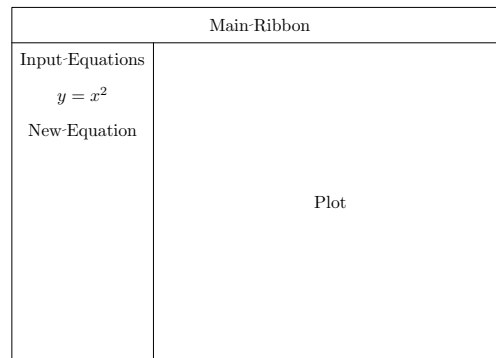 Main-Ribbon
Input-Equations
y = x²
New-Equation
Plot